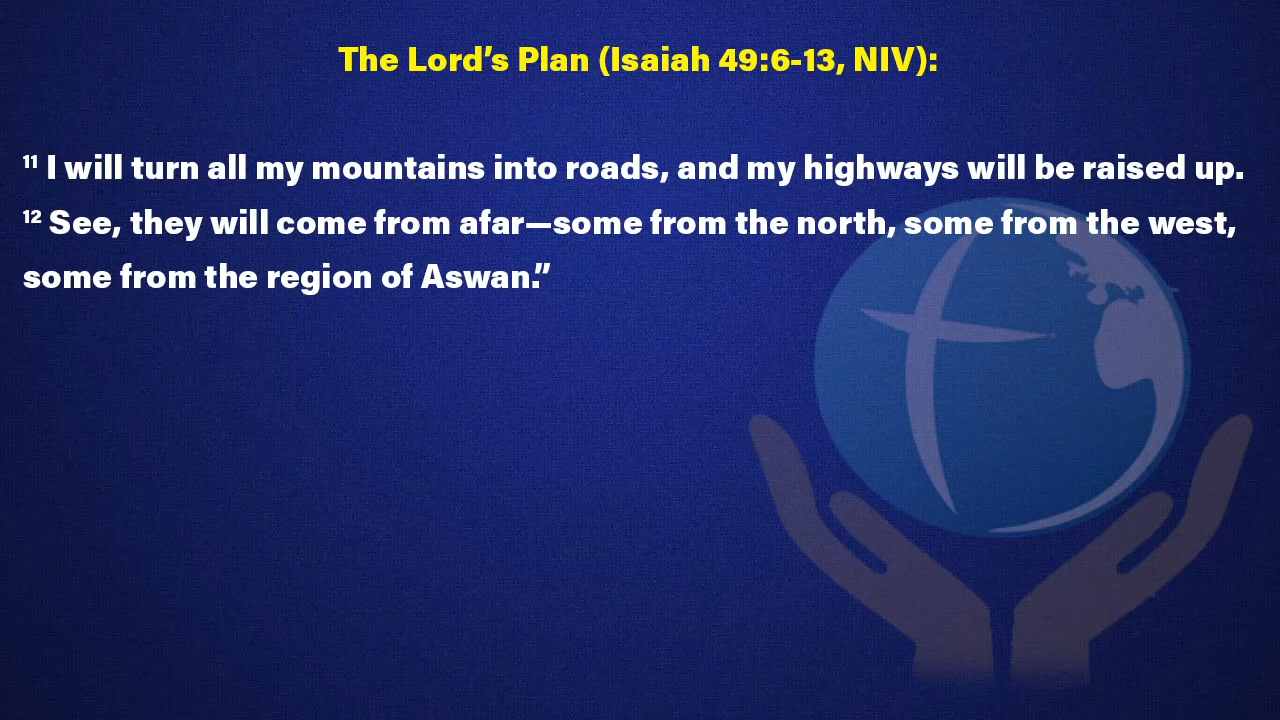 The Lord’s Plan (Isaiah 49:6-13, NIV):
¹¹ I will turn all my mountains into roads, and my highways will be raised up.
¹² See, they will come from afar—some from the north, some from the west,
some from the region of Aswan.”